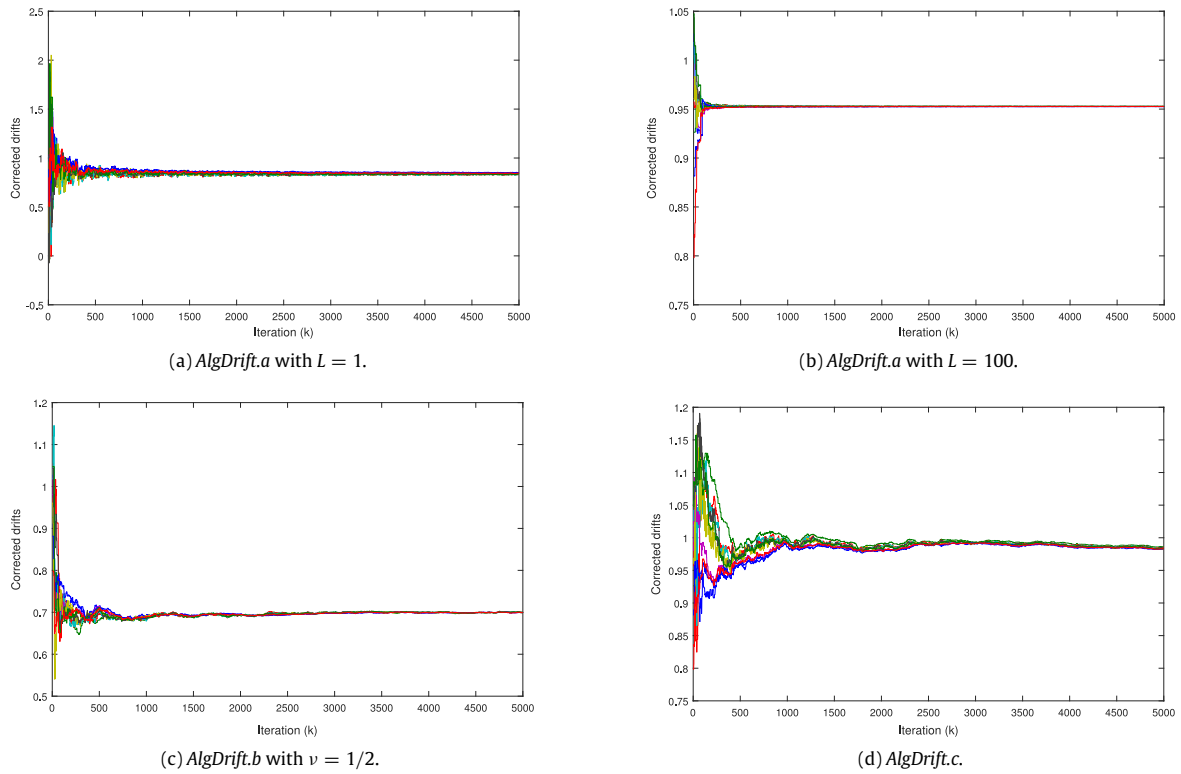 2.5
2
1.5
1
0.5
0
-0.5
Corrected drifts
0 500 1000 1500 2000 2500 3000 3500 4000 4500 5000
Iteration (k)
(a) AlgDrift.a with L = 1.
1.05
1
0.95
0.9
0.85
0.8
0.75
Corrected drifts
0 500 1000 1500 2000 2500 3000 3500 4000 4500 5000
Iteration (k)
(b) AlgDrift.a with L = 100.
1.2
1.1
1
0.9
0.8
0.7
0.6
0.5
Corrected drifts
0 500 1000 1500 2000 2500 3000 3500 4000 4500 5000
Iteration (k)
(c) AlgDrift.b with ν = 1/2.
1.2
1.15
1.1
1.05
1
0.95
0.9
0.85
0.8
0.75
Corrected drifts
0 500 1000 1500 2000 2500 3000 3500 4000 4500 5000
Iteration (k)
(d) AlgDrift.c.